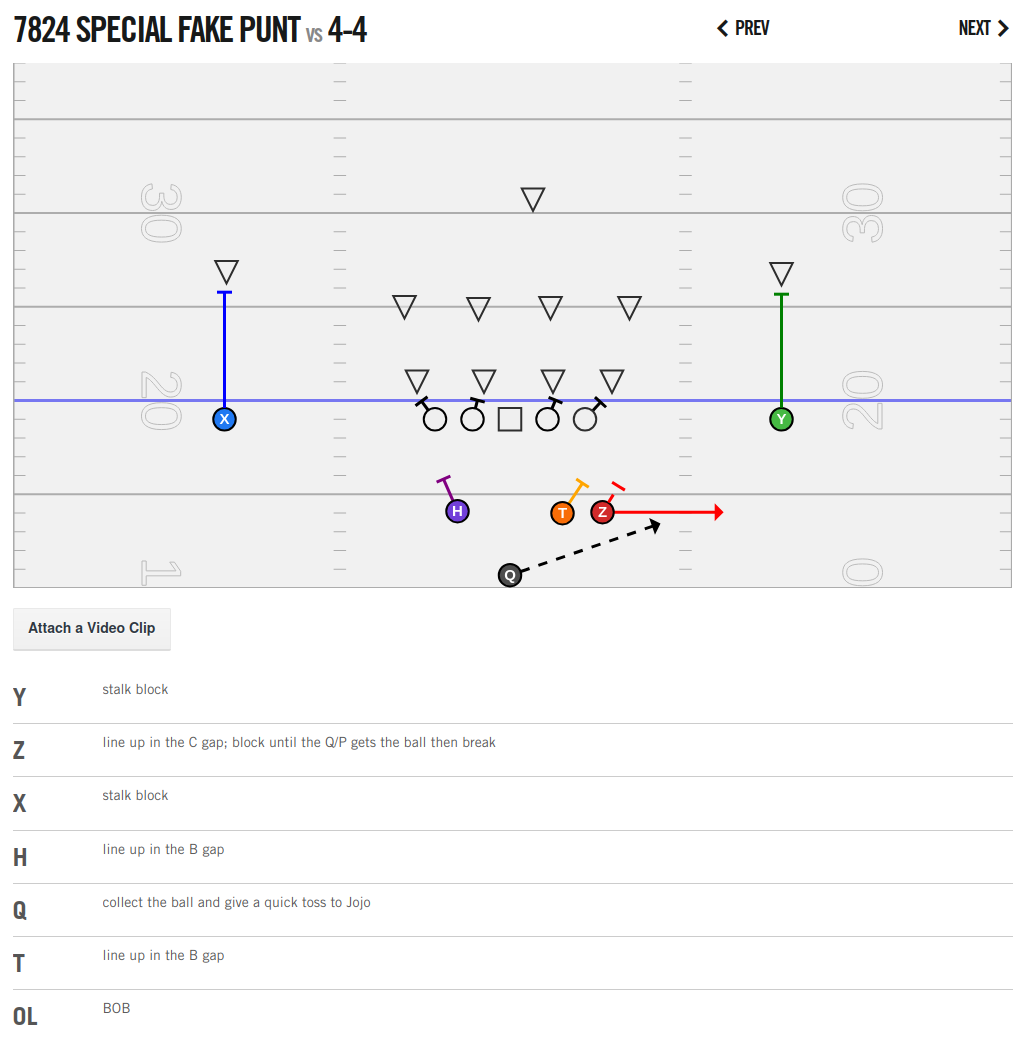 7824 SPECIAL FAKE PUNT VS 4-4
PREV
NEXT
30
30
20
20
X
Y
H
T
Z
Q
1
0
Attach a Video Clip
Y
stalk block
Z
line up in the C gap; block until the Q/P gets the ball then break
X
stalk block
H
line up in the B gap
Q
collect the ball and give a quick toss to Jojo
T
line up in the B gap
OL
BOB